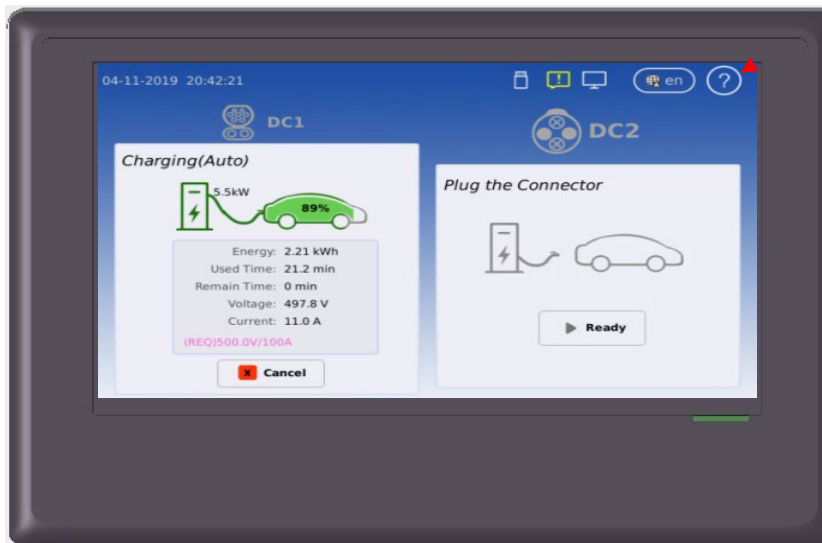 04-11-2019 20:42:21
en
?
DC1
DC2
Charging(Auto)
5.5kW
89%
Energy: 2.21 kWh
Used Time: 21.2 min
Remain Time: 0 min
Voltage: 497.8 V
Current: 11.0 A
(REQ)500.0V/100A
x Cancel
Plug the Connector
Ready